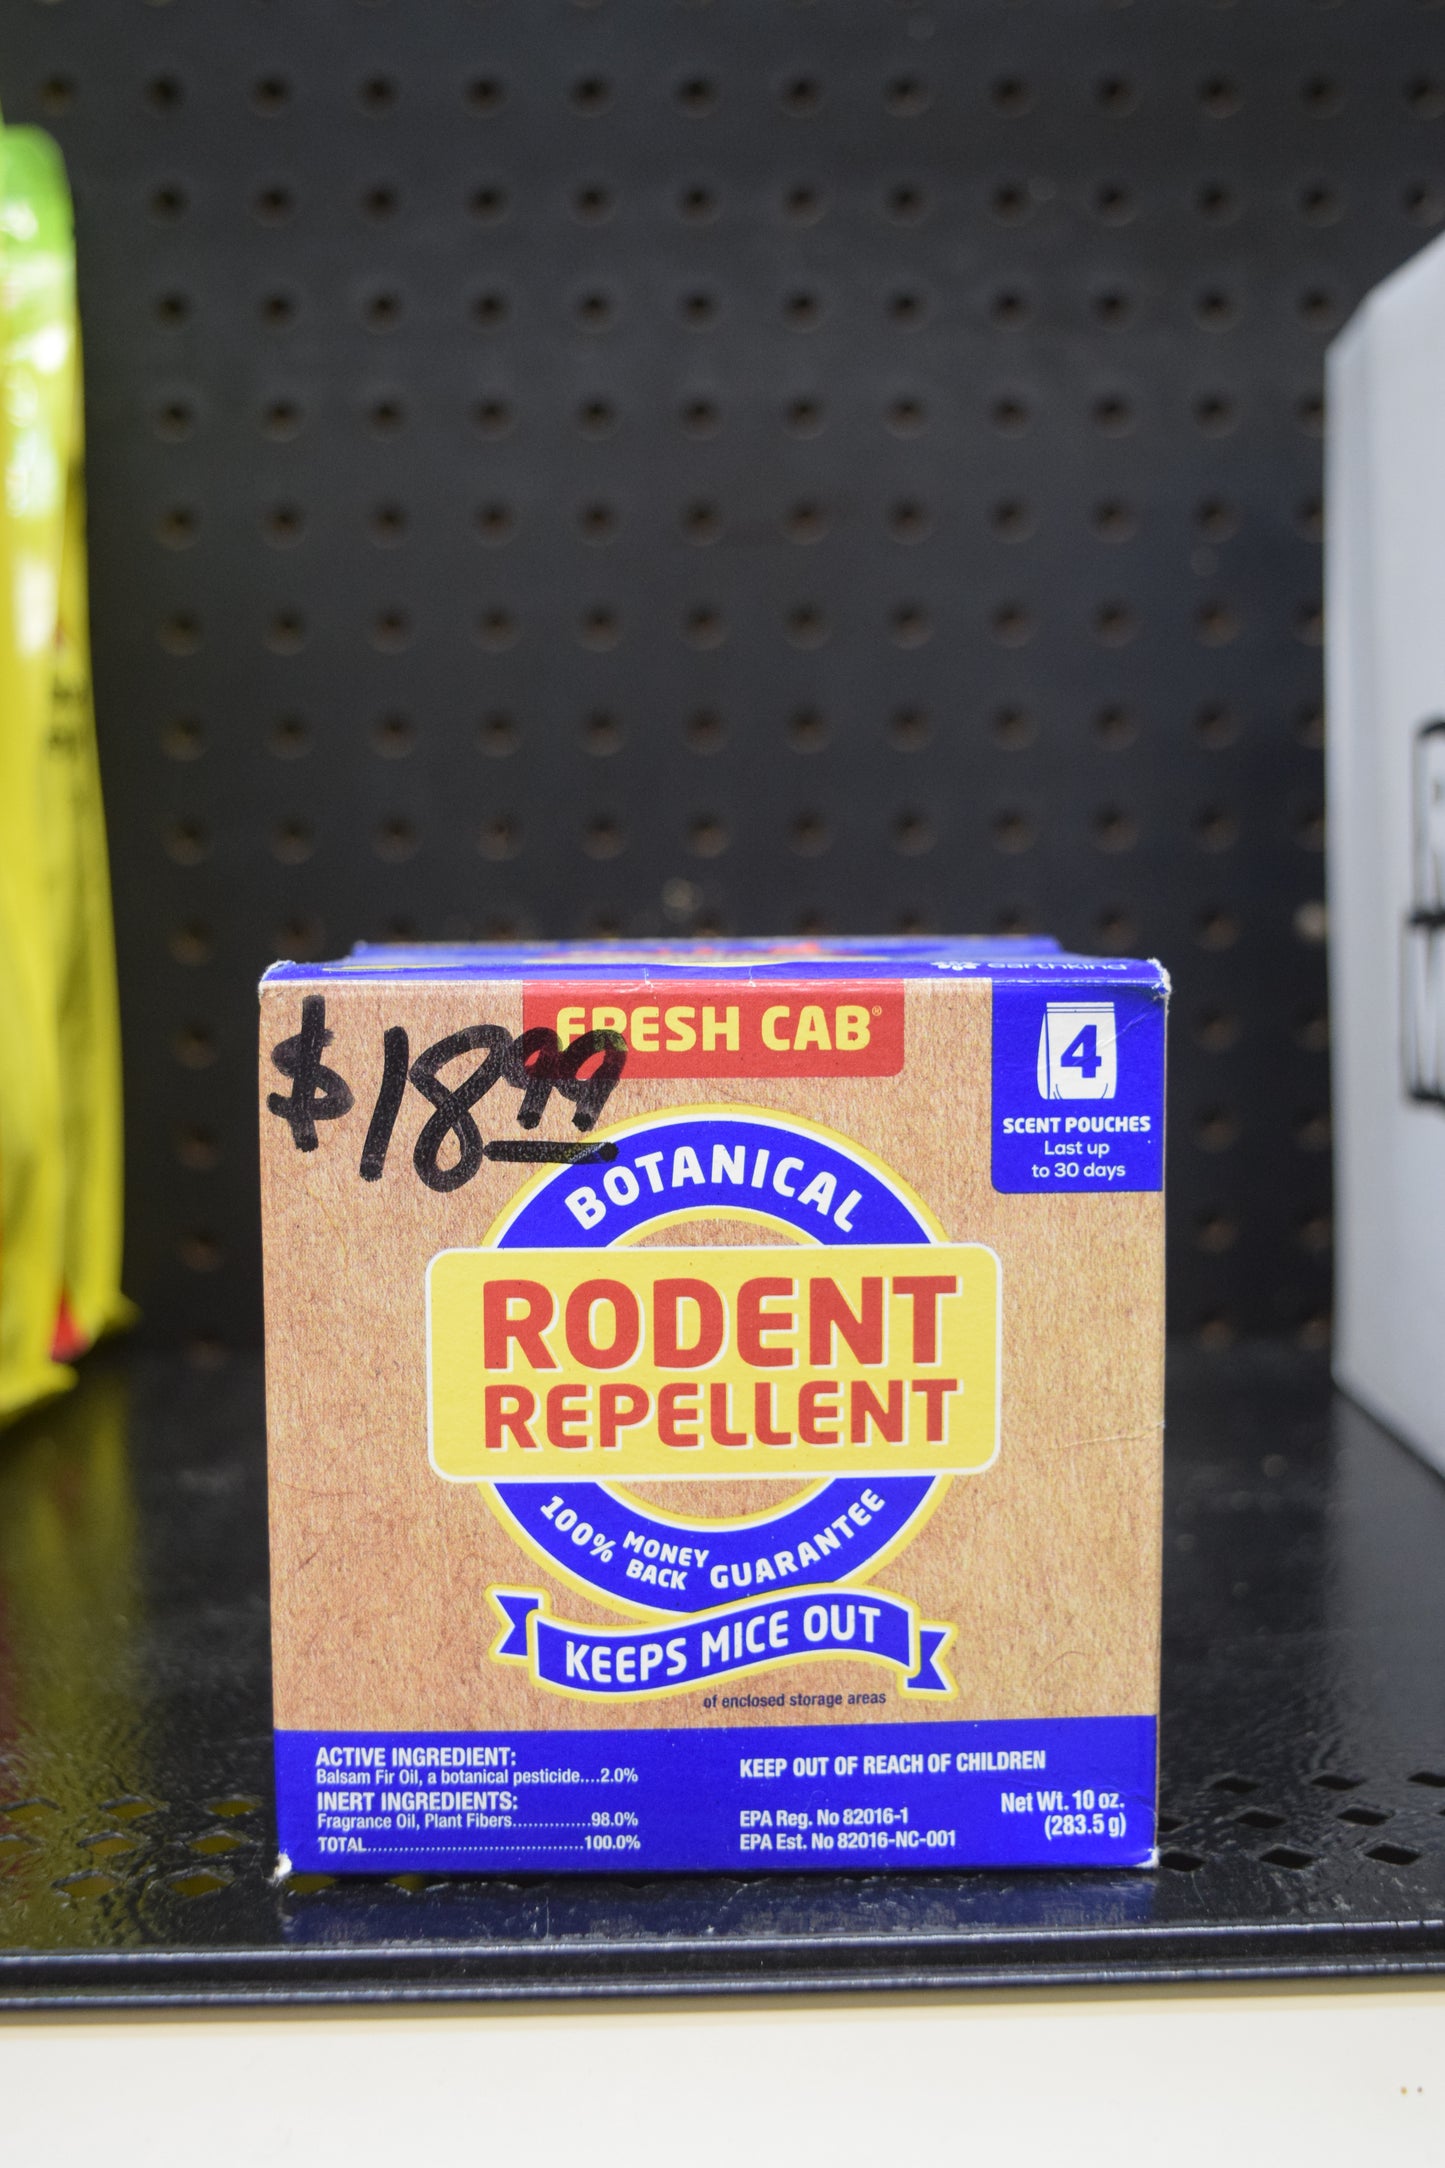 earthkind
FRESH CAB®
$18.99
4
SCENT POUCHES
Last up
to 30 days
BOTANICAL
RODENT
REPELLENT
100% MONEY BACK GUARANTEE
KEEPS MICE OUT
of enclosed storage areas
ACTIVE INGREDIENT:
Balsam Fir Oil, a botanical pesticide....2.0%
INERT INGREDIENTS:
Fragrance Oil, Plant Fibers...............98.0%
TOTAL..........................................100.0%
KEEP OUT OF REACH OF CHILDREN
EPA Reg. No 82016-1
EPA Est. No 82016-NC-001
Net Wt. 10 oz.
(283.5 g)